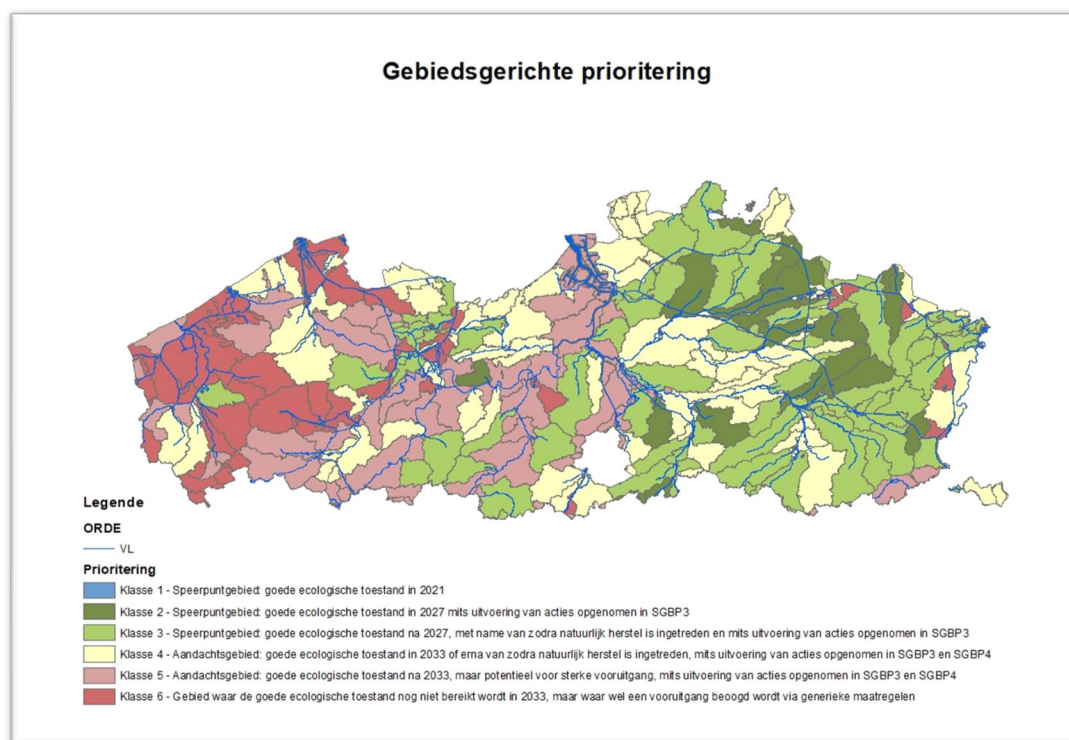 Gebiedsgerichte prioritering
Legende
ORDE
VL
Prioritering
Klasse 1 - Speerpuntgebied: goede ecologische toestand in 2021
Klasse 2 - Speerpuntgebied: goede ecologische toestand in 2027 mits uitvoering van acties opgenomen in SGBP3
Klasse 3 - Speerpuntgebied: goede ecologische toestand na 2027, met name van zodra natuurlijk herstel is ingetreden en mits uitvoering van acties opgenomen in SGBP3
Klasse 4 - Aandachtsgebied: goede ecologische toestand in 2033 of erna van zodra natuurlijk herstel is ingetreden, mits uitvoering van acties opgenomen in SGBP3 en SGBP4
Klasse 5 - Aandachtsgebied: goede ecologische toestand na 2033, maar potentieel voor sterke vooruitgang, mits uitvoering van acties opgenomen in SGBP3 en SGBP4
Klasse 6 - Gebied waar de goede ecologische toestand nog niet bereikt wordt in 2033, maar waar wel een vooruitgang beoogd wordt via generieke maatregelen